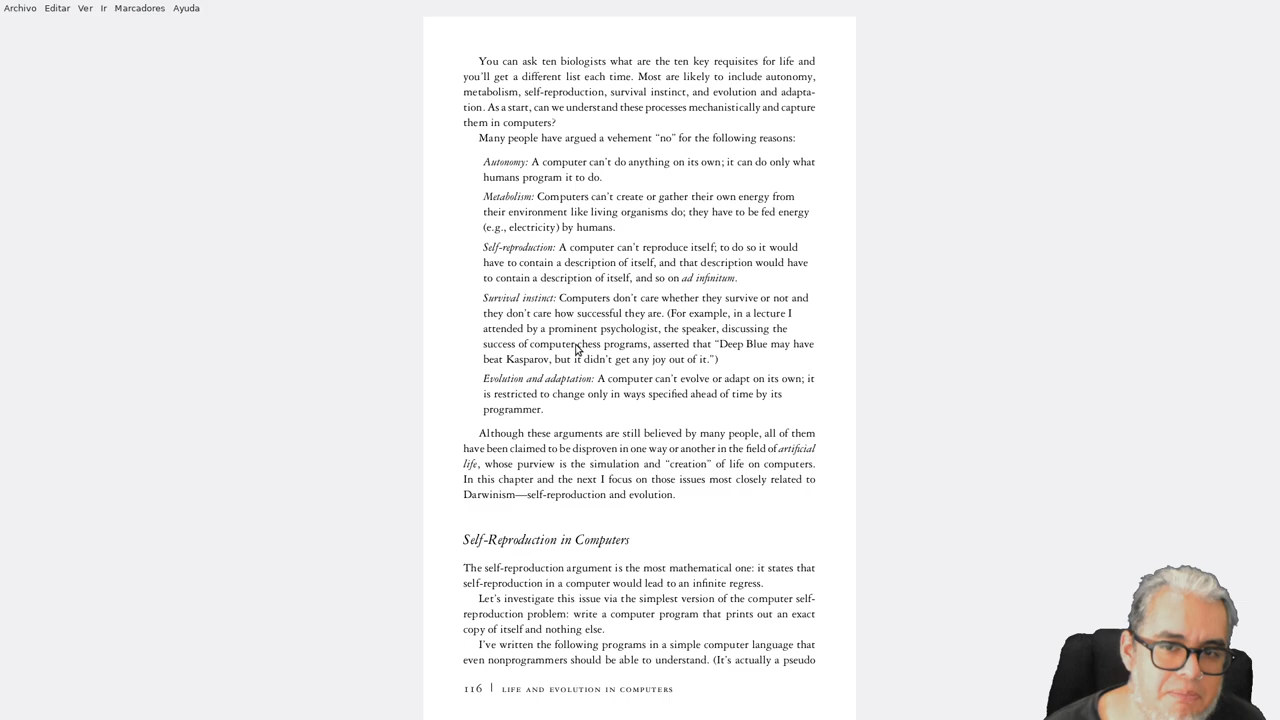 Archivo Editar Ver Ir Marcadores Ayuda
You can ask ten biologists what are the ten key requisites for life and
you'll get a different list each time. Most are likely to include autonomy,
metabolism, self-reproduction, survival instinct, and evolution and adapta-
tion. As a start, can we understand these processes mechanistically and capture
them in computers?
Many people have argued a vehement “no” for the following reasons:
Autonomy: A computer can't do anything on its own; it can do only what
humans program it to do.
Metabolism: Computers can't create or gather their own energy from
their environment like living organisms do; they have to be fed energy
(e.g., electricity) by humans.
Self-reproduction: A computer can't reproduce itself; to do so it would
have to contain a description of itself, and that description would have
to contain a description of itself, and so on ad infinitum.
Survival instinct: Computers don't care whether they survive or not and
they don't care how successful they are. (For example, in a lecture I
attended by a prominent psychologist, the speaker, discussing the
success of computer chess programs, asserted that “Deep Blue may have
beat Kasparov, but it didn't get any joy out of it.”)
Evolution and adaptation: A computer can't evolve or adapt on its own; it
is restricted to change only in ways specified ahead of time by its
programmer.
Although these arguments are still believed by many people, all of them
have been claimed to be disproven in one way or another in the field of artificial
life, whose purview is the simulation and “creation” of life on computers.
In this chapter and the next I focus on those issues most closely related to
Darwinism—self-reproduction and evolution.
Self-Reproduction in Computers
The self-reproduction argument is the most mathematical one: it states that
self-reproduction in a computer would lead to an infinite regress.
Let's investigate this issue via the simplest version of the computer self-
reproduction problem: write a computer program that prints out an exact
copy of itself and nothing else.
I've written the following programs in a simple computer language that
even nonprogrammers should be able to understand. (It's actually a pseudo
116 | LIFE AND EVOLUTION IN COMPUTERS